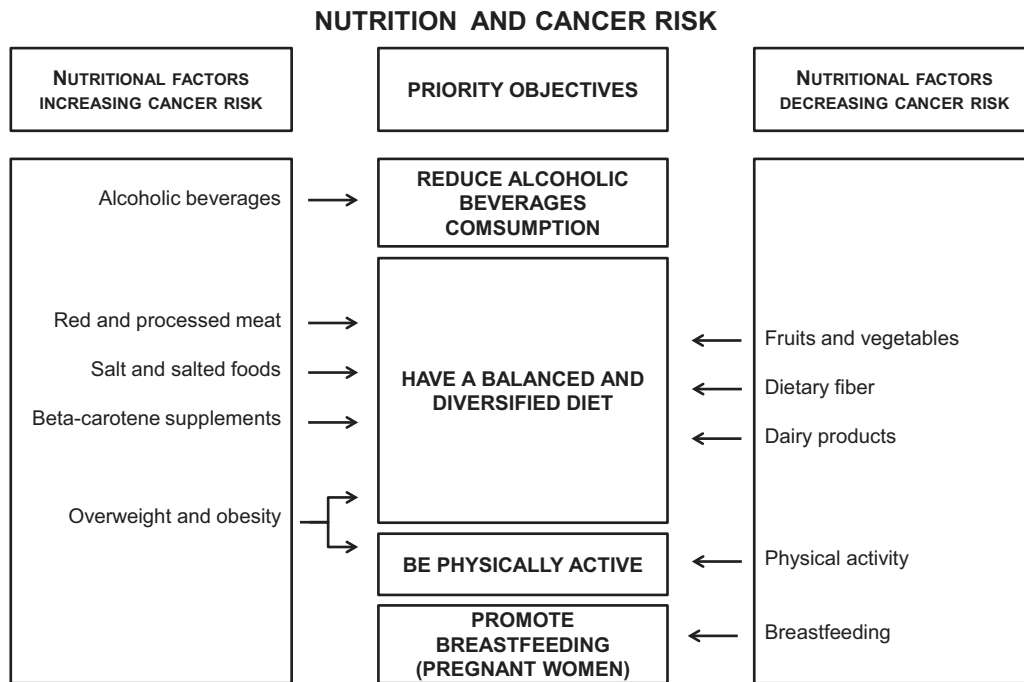 NUTRITION AND CANCER RISK
NUTRITIONAL FACTORS
INCREASING CANCER RISK
PRIORITY OBJECTIVES
NUTRITIONAL FACTORS
DECREASING CANCER RISK
Alcoholic beverages
REDUCE ALCOHOLIC
BEVERAGES
COMSUMPTION
Red and processed meat
Salt and salted foods
Beta-carotene supplements
Overweight and obesity
HAVE A BALANCED AND
DIVERSIFIED DIET
Fruits and vegetables
Dietary fiber
Dairy products
BE PHYSICALLY ACTIVE
Physical activity
PROMOTE
BREASTFEEDING
(PREGNANT WOMEN)
Breastfeeding